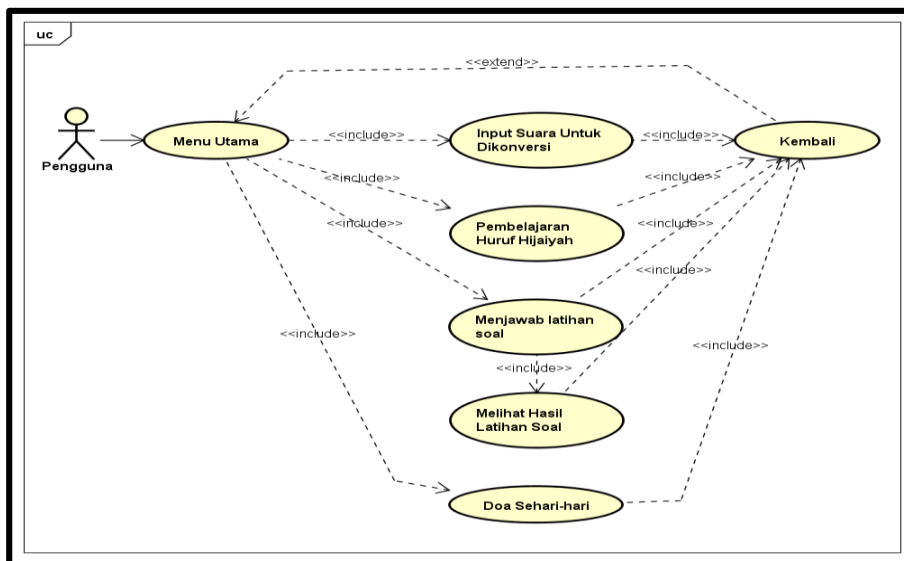 uc
<<extend>>
Pengguna
Menu Utama
<<include>>
Input Suara Untuk
Dikonversi
<<include>>
Kembali
<<include>>
Pembelajaran
Huruf Hijaiyah
<<include>>
<<include>>
Menjawab latihan
soal
<<include>>
<<include>>
<<include>>
Melihat Hasil
Latihan Soal
<<include>>
<<include>>
<<include>>
Doa Sehari-hari